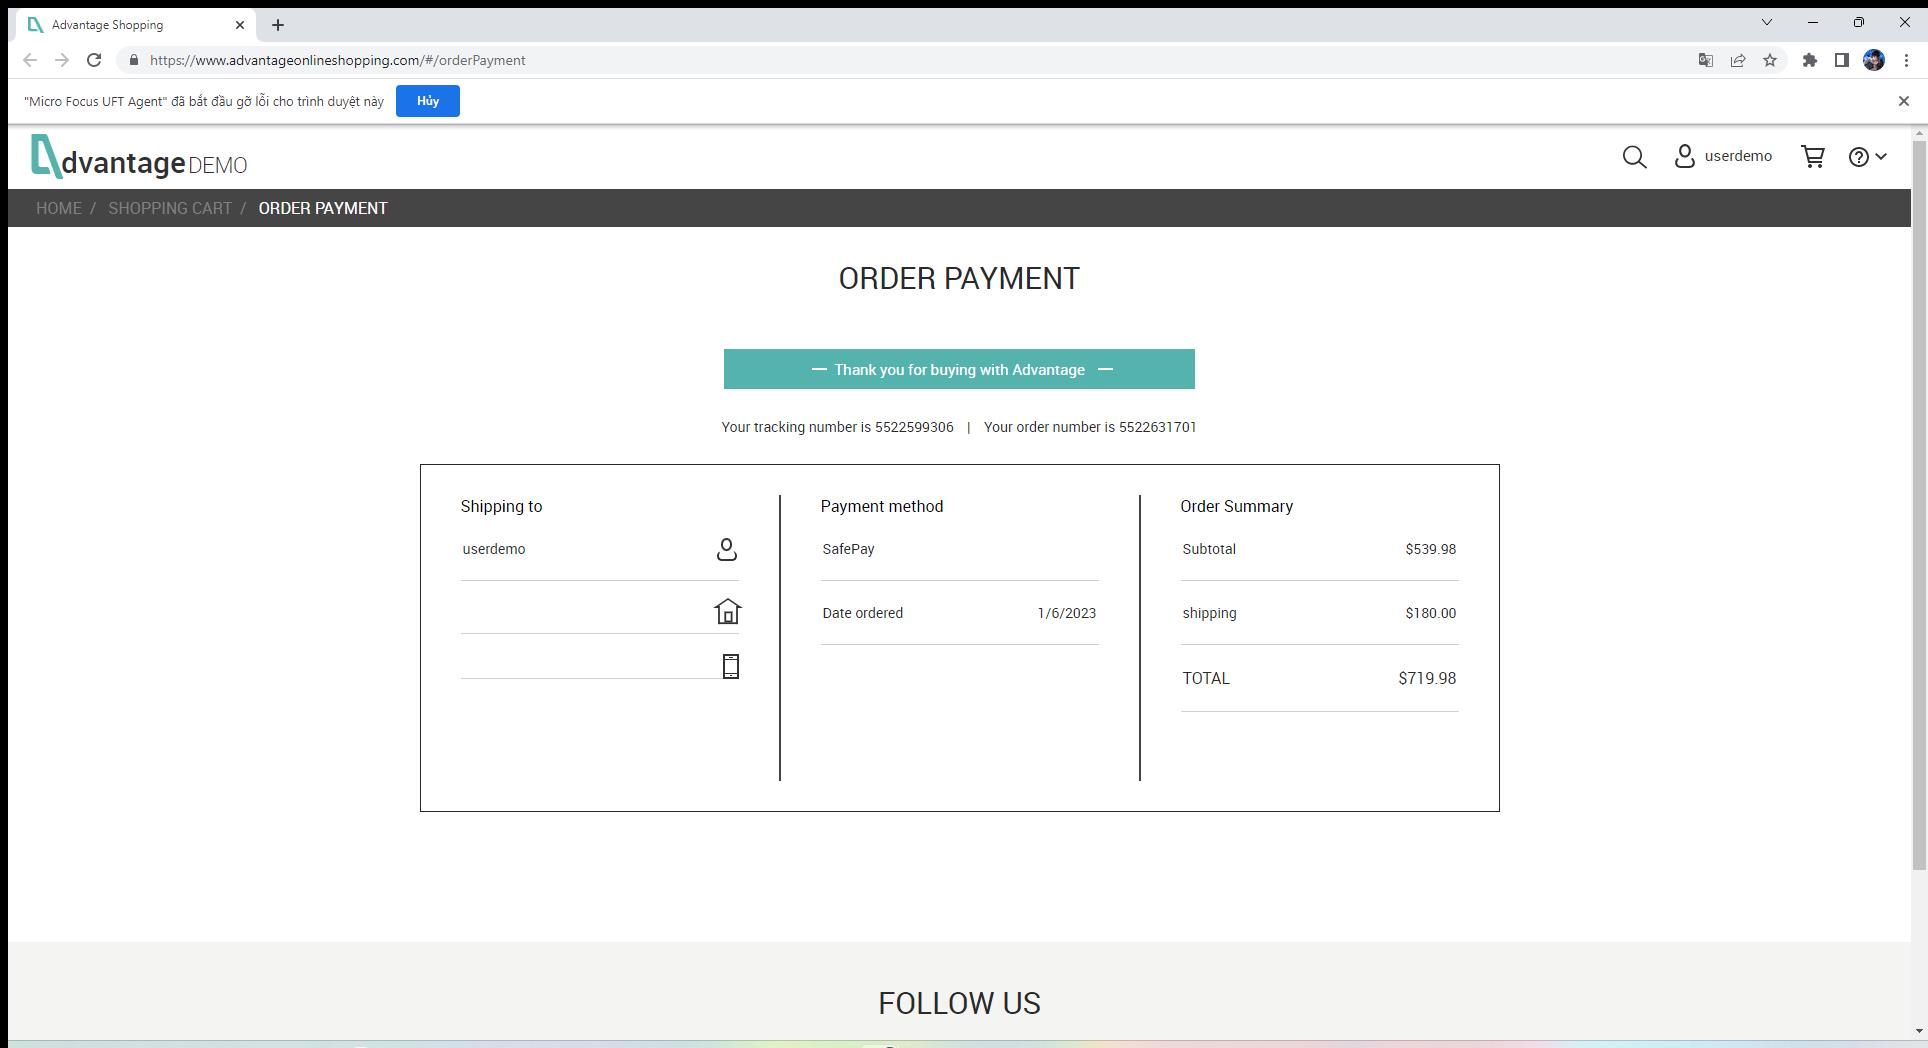 Advantage Shopping
https://www.advantageonlineshopping.com/#/orderPayment
"Micro Focus UFT Agent" đã bắt đầu gỡ lỗi cho trình duyệt này Hủy
dvantage DEMO
userdemo
HOME / SHOPPING CART / ORDER PAYMENT
ORDER PAYMENT
— Thank you for buying with Advantage —
Your tracking number is 5522599306 | Your order number is 5522631701
Shipping to
userdemo
Payment method
SafePay
Date ordered 1/6/2023
Order Summary
Subtotal $539.98
shipping $180.00
TOTAL $719.98
FOLLOW US